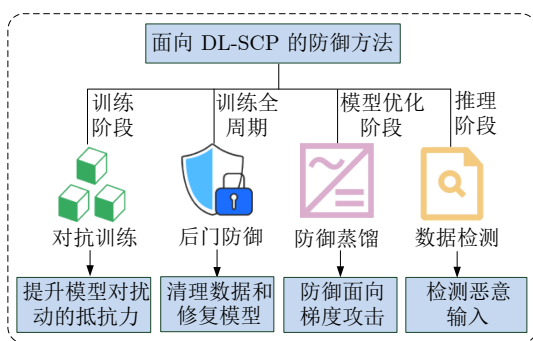 面向 DL-SCP 的防御方法
训练
阶段
训练全
周期
模型优化
阶段
推理
阶段
对抗训练
后门防御
防御蒸馏
数据检测
提升模型对扰
动的抵抗力
清理数据和
修复模型
防御面向
梯度攻击
检测恶意
输入